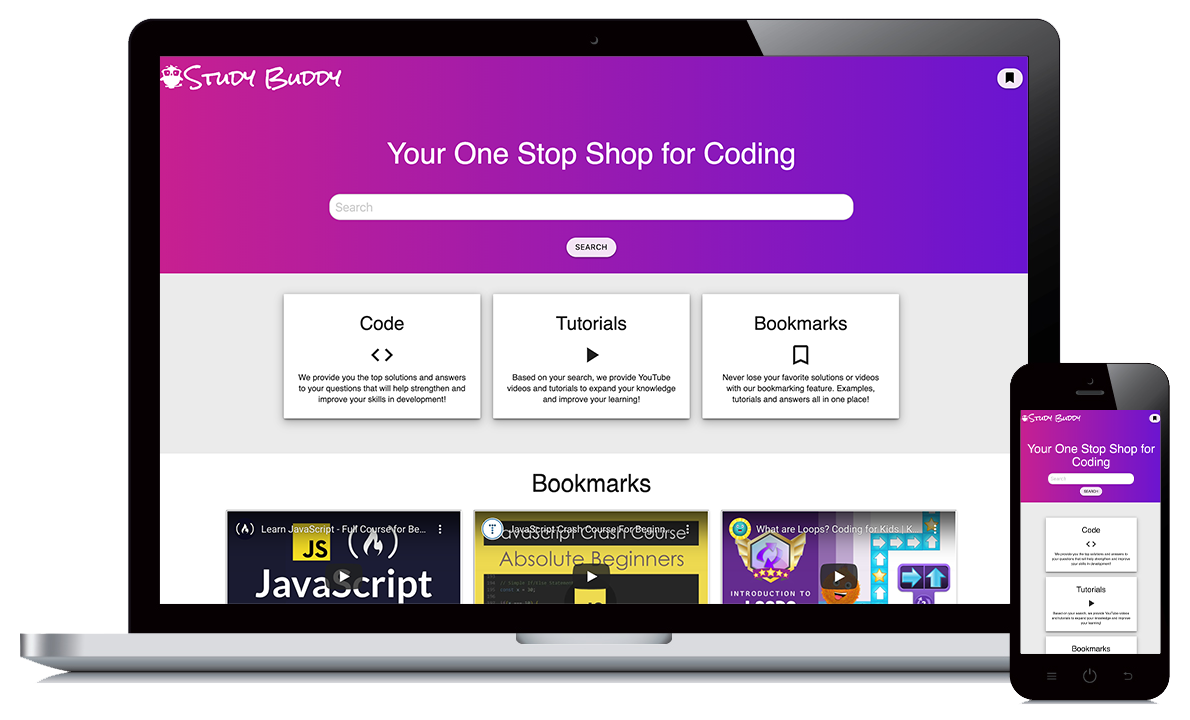 STUDY BUDDY
Your One Stop Shop for Coding
Search
SEARCH
Code
We provide you the top solutions and answers
to your questions that will help strengthen and
improve your skills in development!
Tutorials
Based on your search, we provide YouTube
videos and tutorials to expand your knowledge
and improve your learning!
Bookmarks
Never lose your favorite solutions or videos
with our bookmarking feature. Examples,
tutorials and answers all in one place!
Bookmarks
Learn JavaScript - Full Course for Be...
JS
JavaScript
JavaScript Crash Course For Beginn...
JavaScript Crash Course
Absolute Beginners
// Simple If/Else Statement
What are Loops? Coding for Kids | K...
INTRODUCTION TO
LOOPS
STUDY BUDDY
Your One Stop Shop for
Coding
Search
SEARCH
Code
We provide you the top solutions and answers to
your questions that will help strengthen and improve
your skills in development!
Tutorials
Based on your search, we provide YouTube videos
and tutorials to expand your knowledge and improve
your learning!
Bookmarks